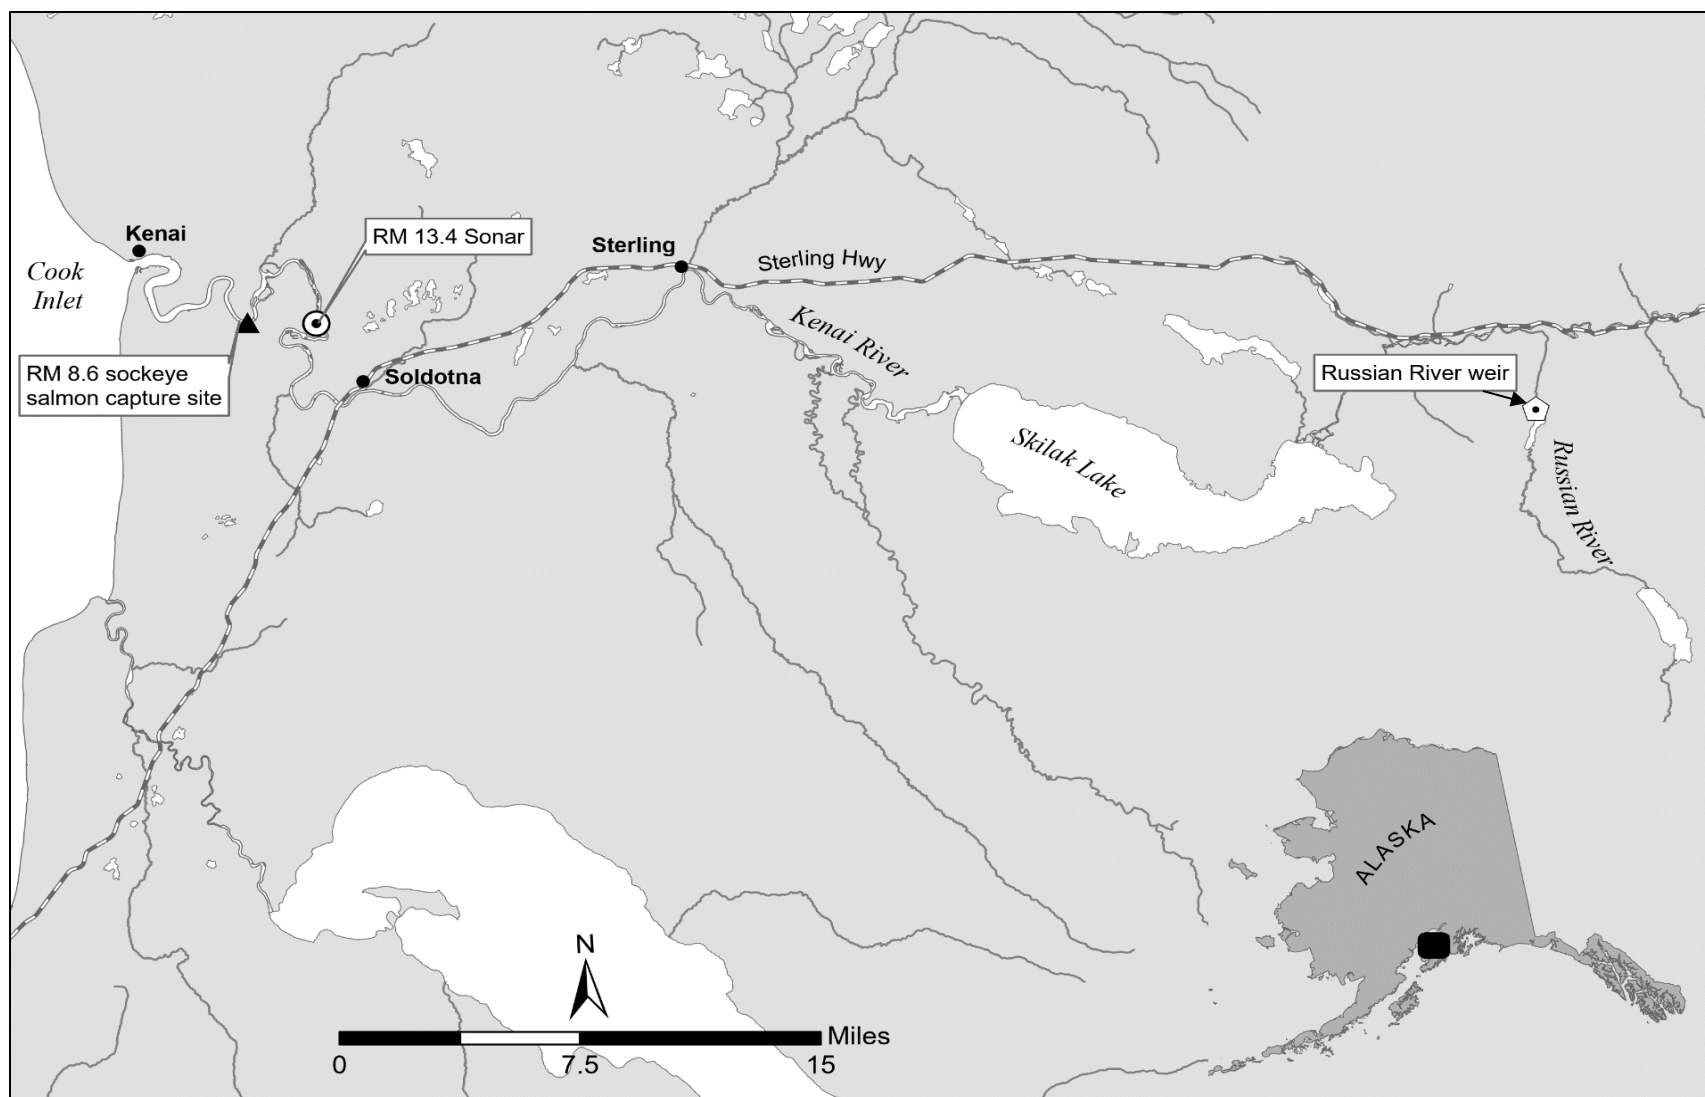 Kenai
Cook
Inlet
RM 13.4 Sonar
Sterling
Sterling Hwy
Kenai River
RM 8.6 sockeye
salmon capture site
Soldotna
Russian River weir
Skilak Lake
Russian River
ALASKA
N
Miles
0
7.5
15